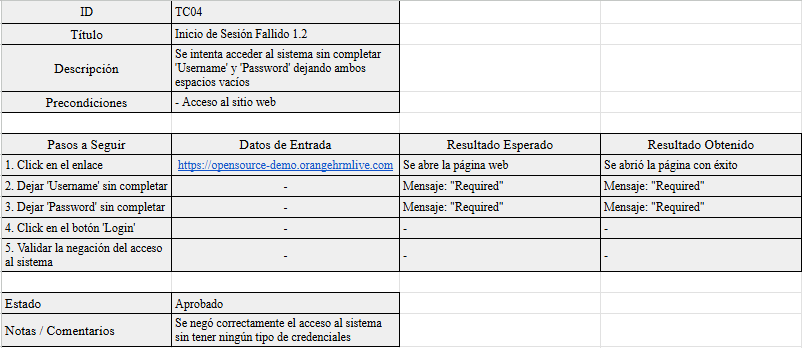 ID TC04
Título Inicio de Sesión Fallido 1.2
Descripción Se intenta acceder al sistema sin completar
'Username' y 'Password' dejando ambos
espacios vacíos
Precondiciones - Acceso al sitio web
Pasos a Seguir Datos de Entrada Resultado Esperado Resultado Obtenido
1. Click en el enlace https://opensource-demo.orangehrmlive.com Se abre la página web Se abrió la página con éxito
2. Dejar 'Username' sin completar - Mensaje: "Required" Mensaje: "Required"
3. Dejar 'Password' sin completar - Mensaje: "Required" Mensaje: "Required"
4. Click en el botón 'Login' - - -
5. Validar la negación del acceso
al sistema - - -
Estado Aprobado
Notas / Comentarios Se negó correctamente el acceso al sistema
sin tener ningún tipo de credenciales